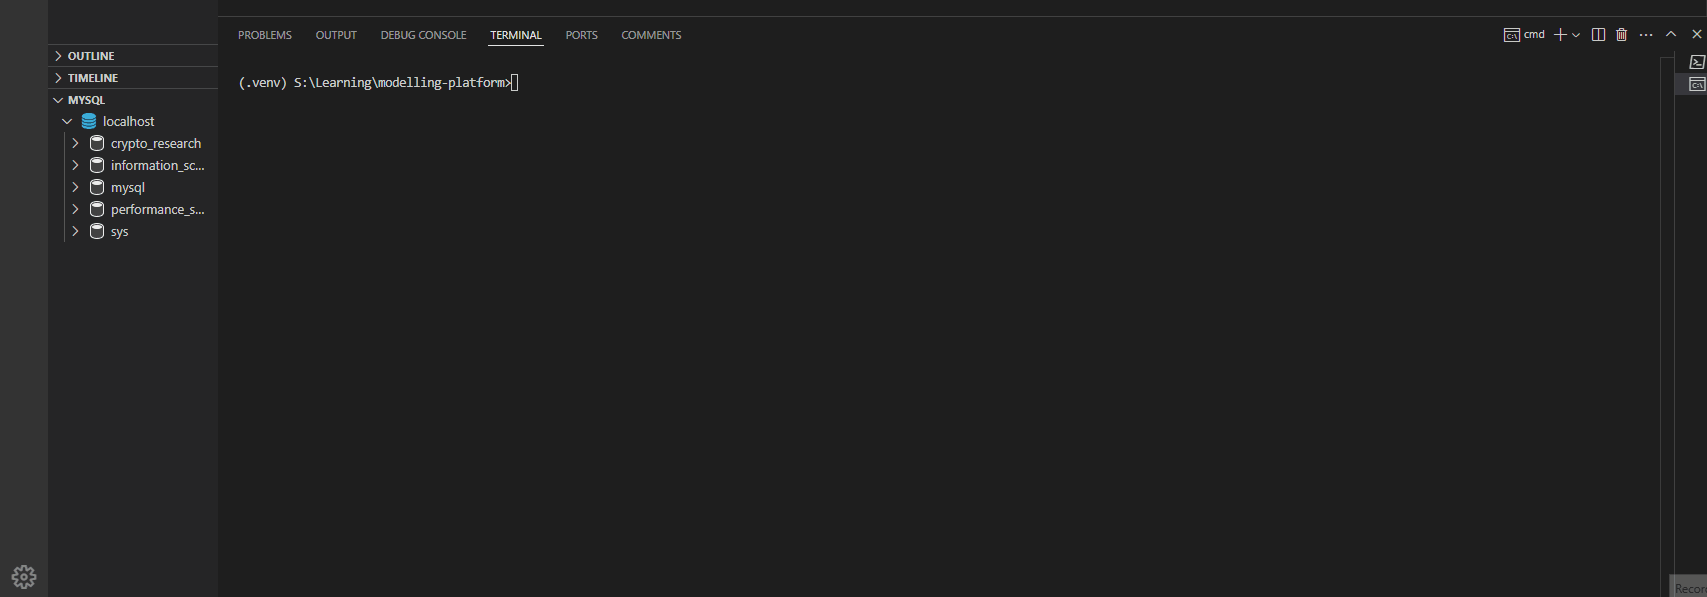 PROBLEMS OUTPUT DEBUG CONSOLE TERMINAL PORTS COMMENTS
cmd
OUTLINE
TIMELINE
MYSQL
localhost
crypto_research
information_sc...
mysql
performance_s...
sys
(.venv) S:\Learning\modelling-platform>
Recor